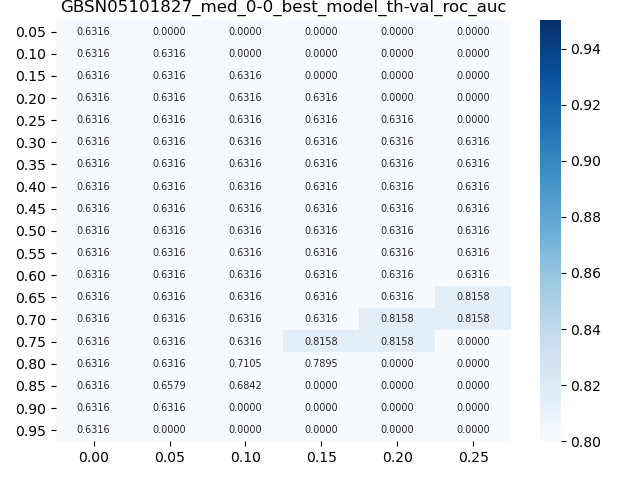 GBSN05101827_med_0-0_best_model_th-val_roc_auc
0.05 0.6316 0.0000 0.0000 0.0000 0.0000 0.0000
0.10 0.6316 0.6316 0.0000 0.0000 0.0000 0.0000
0.15 0.6316 0.6316 0.6316 0.0000 0.0000 0.0000
0.20 0.6316 0.6316 0.6316 0.6316 0.0000 0.0000
0.25 0.6316 0.6316 0.6316 0.6316 0.6316 0.0000
0.30 0.6316 0.6316 0.6316 0.6316 0.6316 0.6316
0.35 0.6316 0.6316 0.6316 0.6316 0.6316 0.6316
0.40 0.6316 0.6316 0.6316 0.6316 0.6316 0.6316
0.45 0.6316 0.6316 0.6316 0.6316 0.6316 0.6316
0.50 0.6316 0.6316 0.6316 0.6316 0.6316 0.6316
0.55 0.6316 0.6316 0.6316 0.6316 0.6316 0.6316
0.60 0.6316 0.6316 0.6316 0.6316 0.6316 0.6316
0.65 0.6316 0.6316 0.6316 0.6316 0.6316 0.8158
0.70 0.6316 0.6316 0.6316 0.6316 0.8158 0.8158
0.75 0.6316 0.6316 0.6316 0.8158 0.8158 0.0000
0.80 0.6316 0.6316 0.7105 0.7895 0.0000 0.0000
0.85 0.6316 0.6579 0.6842 0.0000 0.0000 0.0000
0.90 0.6316 0.6316 0.0000 0.0000 0.0000 0.0000
0.95 0.6316 0.0000 0.0000 0.0000 0.0000 0.0000
0.00 0.05 0.10 0.15 0.20 0.25
0.94
0.92
0.90
0.88
0.86
0.84
0.82
0.80